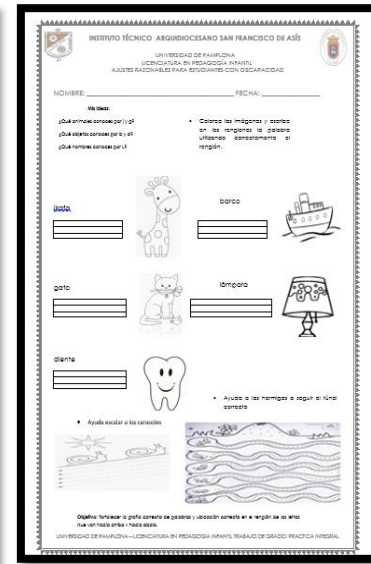 INSTITUTO TÉCNICO ARQUIDIOCESANO SAN FRANCISCO DE ASÍS
UNIVERSIDAD DE PAMPLONA
LICENCIATURA EN PEDAGOGÍA INFANTIL
AJUSTES RAZONABLES PARA ESTUDIANTES CON DISCAPACIDAD
NOMBRE: FECHA:
Mis ideas:
¿Qué animales conoces por j y g?
¿Qué objetos conoces por b y d?
¿Qué nombres conoces por L?
• Colorea las imágenes y escribe
en los renglones la palabra
utilizando correctamente el
renglón.
barco
gato
lámpara
diente
• Ayuda a las hormigas a seguir el túnel
correcto
• Ayuda escalar a los caracoles
Objetivo: fortalecer la grafía correcta de palabras y ubicación correcta en el renglón de las letras
que van hacia arriba y hacia abajo.
UNIVERSIDAD DE PAMPLONA – LICENCIATURA EN PEDAGOGIA INFANTIL TRABAJO DE GRADO: PRACTICA INTEGRAL